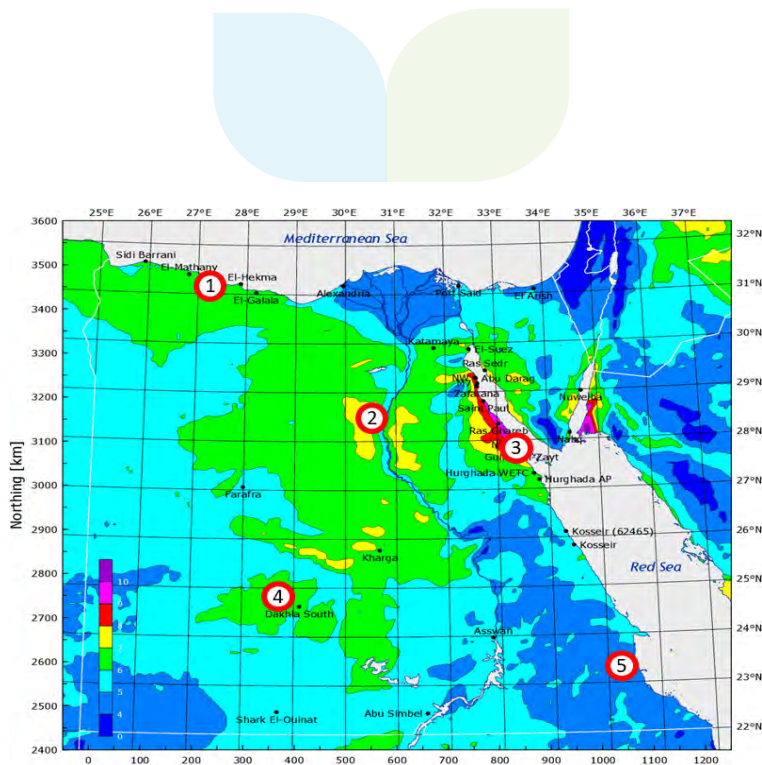 25°E 26°E 27°E 28°E 29°E 30°E 31°E 32°E 33°E 34°E 35°E 36°E 37°E
3600
32°N
Mediterranean Sea
Sidi Barrani
3500
El-Mathany
El-Hekma
1
31°N
El-Galala
Alexandria
Port Said
El Arish
3400
30°N
Katamaya
3300
El-Suez
Ras Sedr
29°N
Abu Darag
Zafarana
Nuweiba
3200
Saint Paul
28°N
2
Ras Ghareb
3100
Nabq
3
Zayt
Hurghada WETC
27°N
Hurghada AP
3000
Farafra
Northing [km]
26°N
2900
Kosseir (62465)
Kosseir
Kharga
Red Sea
2800
25°N
10
4
2700
Dakhla South
24°N
7
Asswan
6
2600
5
23°N
5
2500
4
Shark El-Ouinat
Abu Simbel
22°N
0
2400
0 100 200 300 400 500 600 700 800 900 1000 1100 1200